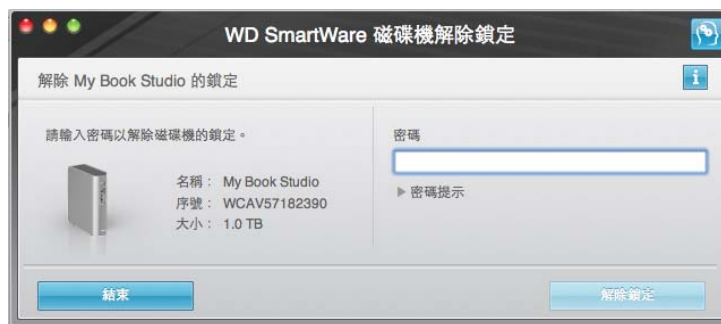 WD SmartWare 磁碟機解除鎖定
解除 My Book Studio 的鎖定
請輸入密碼以解除磁碟機的鎖定。
名稱： My Book Studio
序號： WCAV57182390
大小： 1.0 TB
密碼
密碼提示
結束
解除鎖定